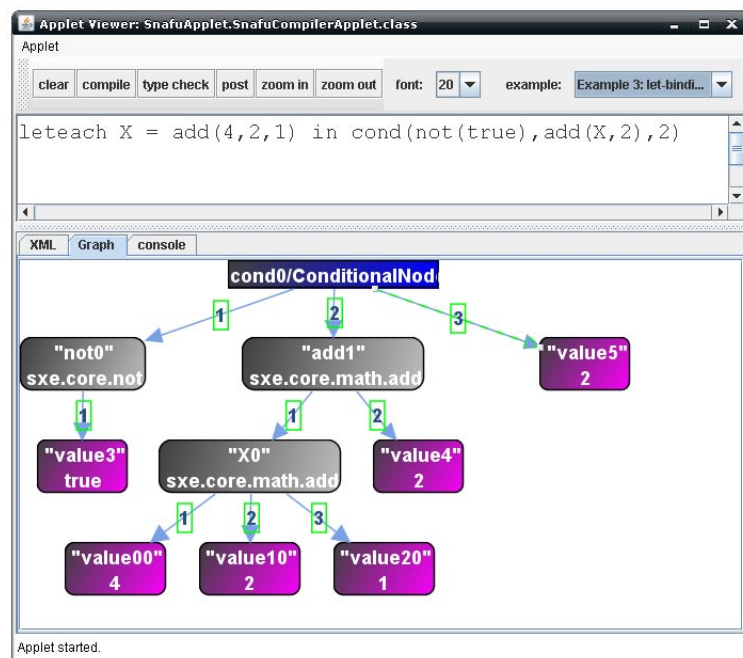 Applet Viewer: SnafuApplet.SnafuCompilerApplet.class
Applet
clear compile type check post zoom in zoom out font: 20 example: Example 3: let-bindi...
leteach X = add(4,2,1) in cond(not(true),add(X,2),2)
XML Graph console
cond0/ConditionalNod
1 2 3
"not0" "add1" "value5"
sxe.core.not sxe.core.math.add 2
1 1 2
"value3" "X0" "value4"
true sxe.core.math.add 2
1 2 3
"value00" "value10" "value20"
4 2 1
Applet started.